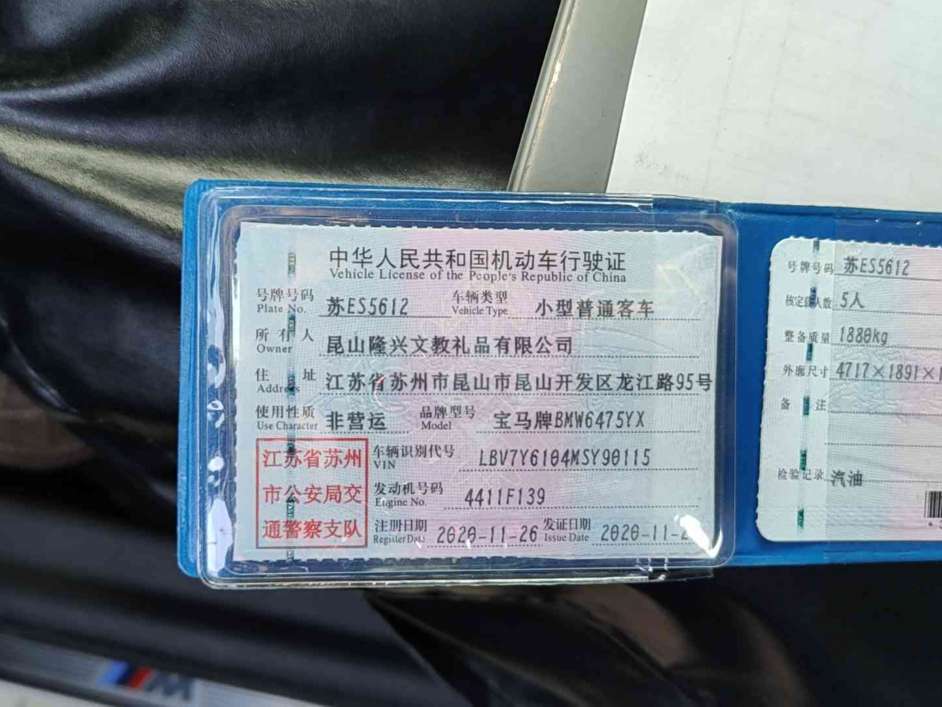 中华人民共和国机动车行驶证
Vehicle License of the People's Republic of China
号牌号码 苏ES5612 车辆类型 小型普通客车
Plate No. Vehicle Type
所有人 昆山隆兴文教礼品有限公司
Owner
住址 江苏省苏州市昆山市昆山开发区龙江路95号
Address
使用性质 非营运 品牌型号 宝马牌BMW6475YX
Use Character Model
江苏省苏州
市公安局交
通警察支队
车辆识别代号 LBV7Y6104MSY90115
VIN
发动机号码 4411F139
Engine No.
注册日期 2020-11-26 发证日期 2020-11-2
Register Date Issue Date
号牌号码 苏ES5612
核定载人数 5人
整备质量 1880kg
外廓尺寸 4717×1891×1
备注
检验记录 汽油
M